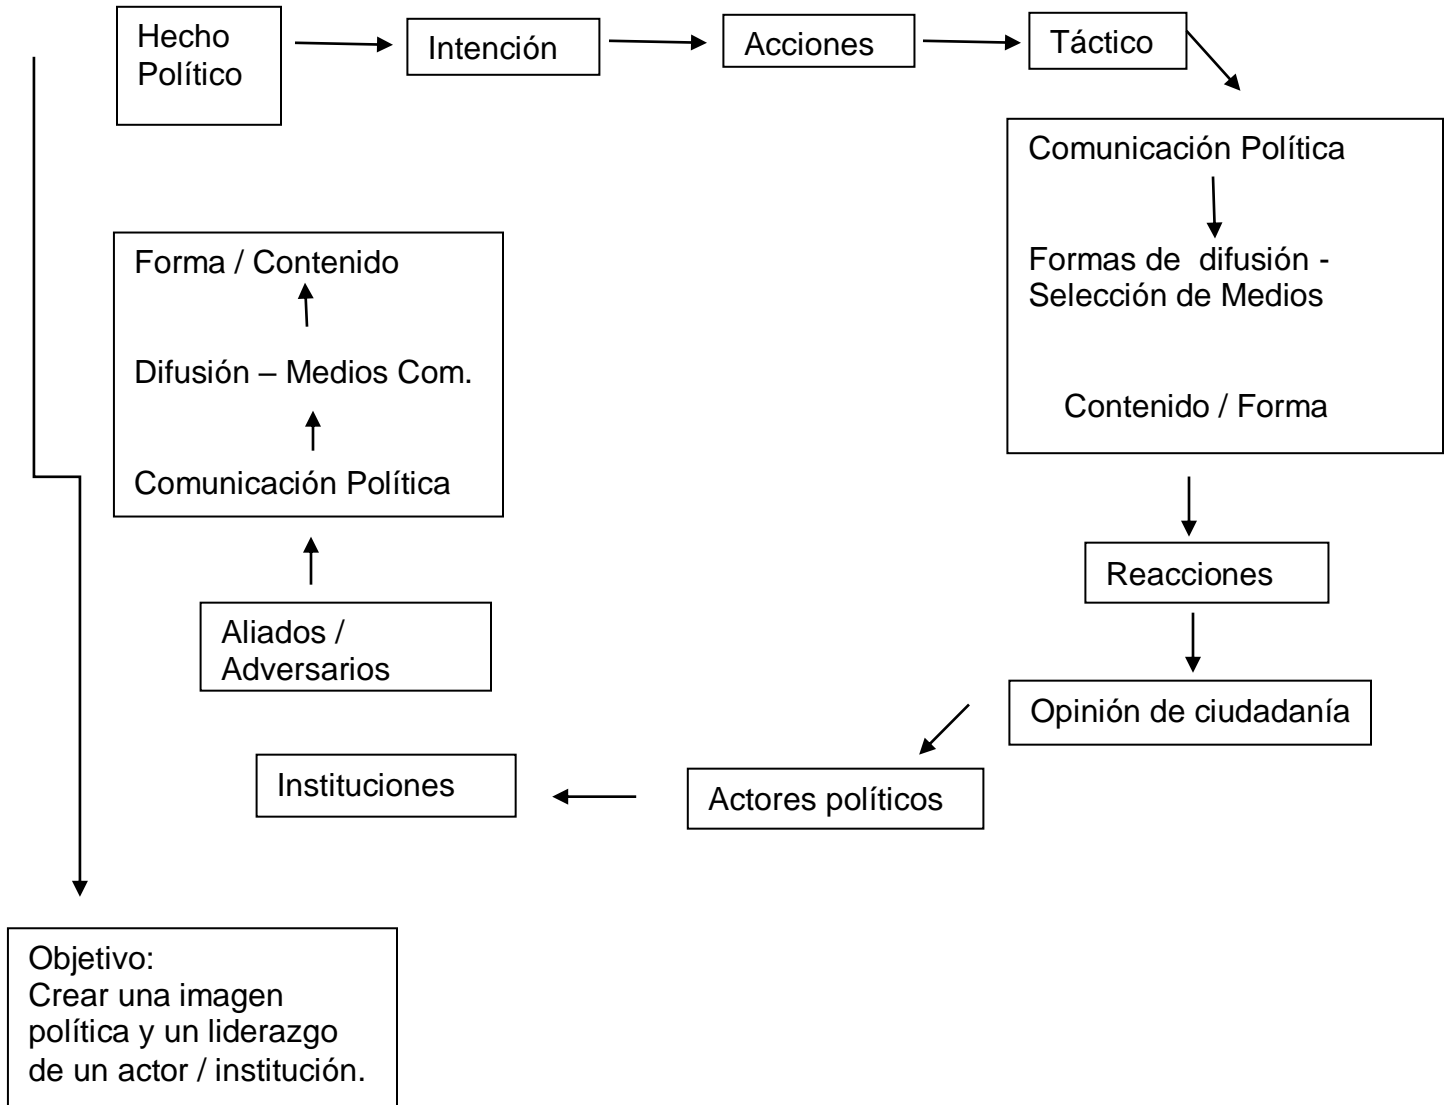 Hecho
Político
Intención
Acciones
Táctico
Comunicación Política
Formas de difusión -
Selección de Medios
Contenido / Forma
Reacciones
Opinión de ciudadanía
Actores políticos
Instituciones
Aliados /
Adversarios
Forma / Contenido
Difusión – Medios Com.
Comunicación Política
Objetivo:
Crear una imagen
política y un liderazgo
de un actor / institución.